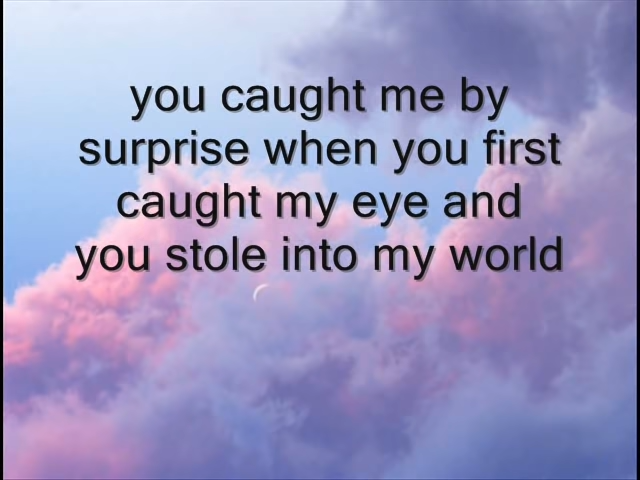 you caught me by
surprise when you first
caught my eye and
you stole into my world